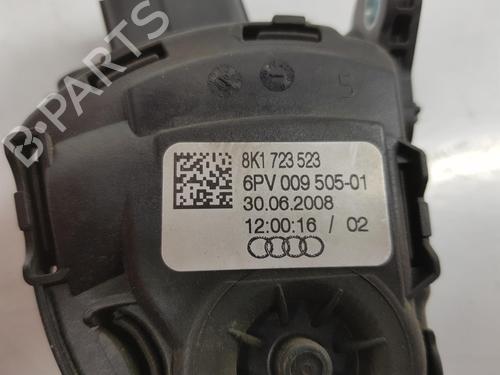 B-PARTS
S
8K1 723 523
6PV 009 505-01
30.06.2008
12:00:16 / 02